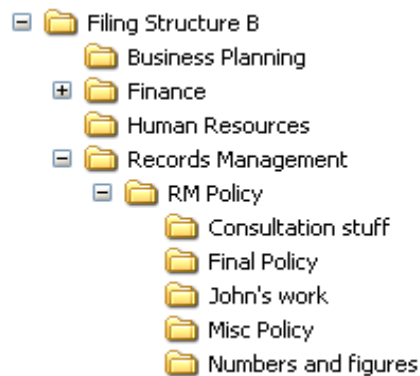 Filing Structure B
Business Planning
Finance
Human Resources
Records Management
RM Policy
Consultation stuff
Final Policy
John's work
Misc Policy
Numbers and figures